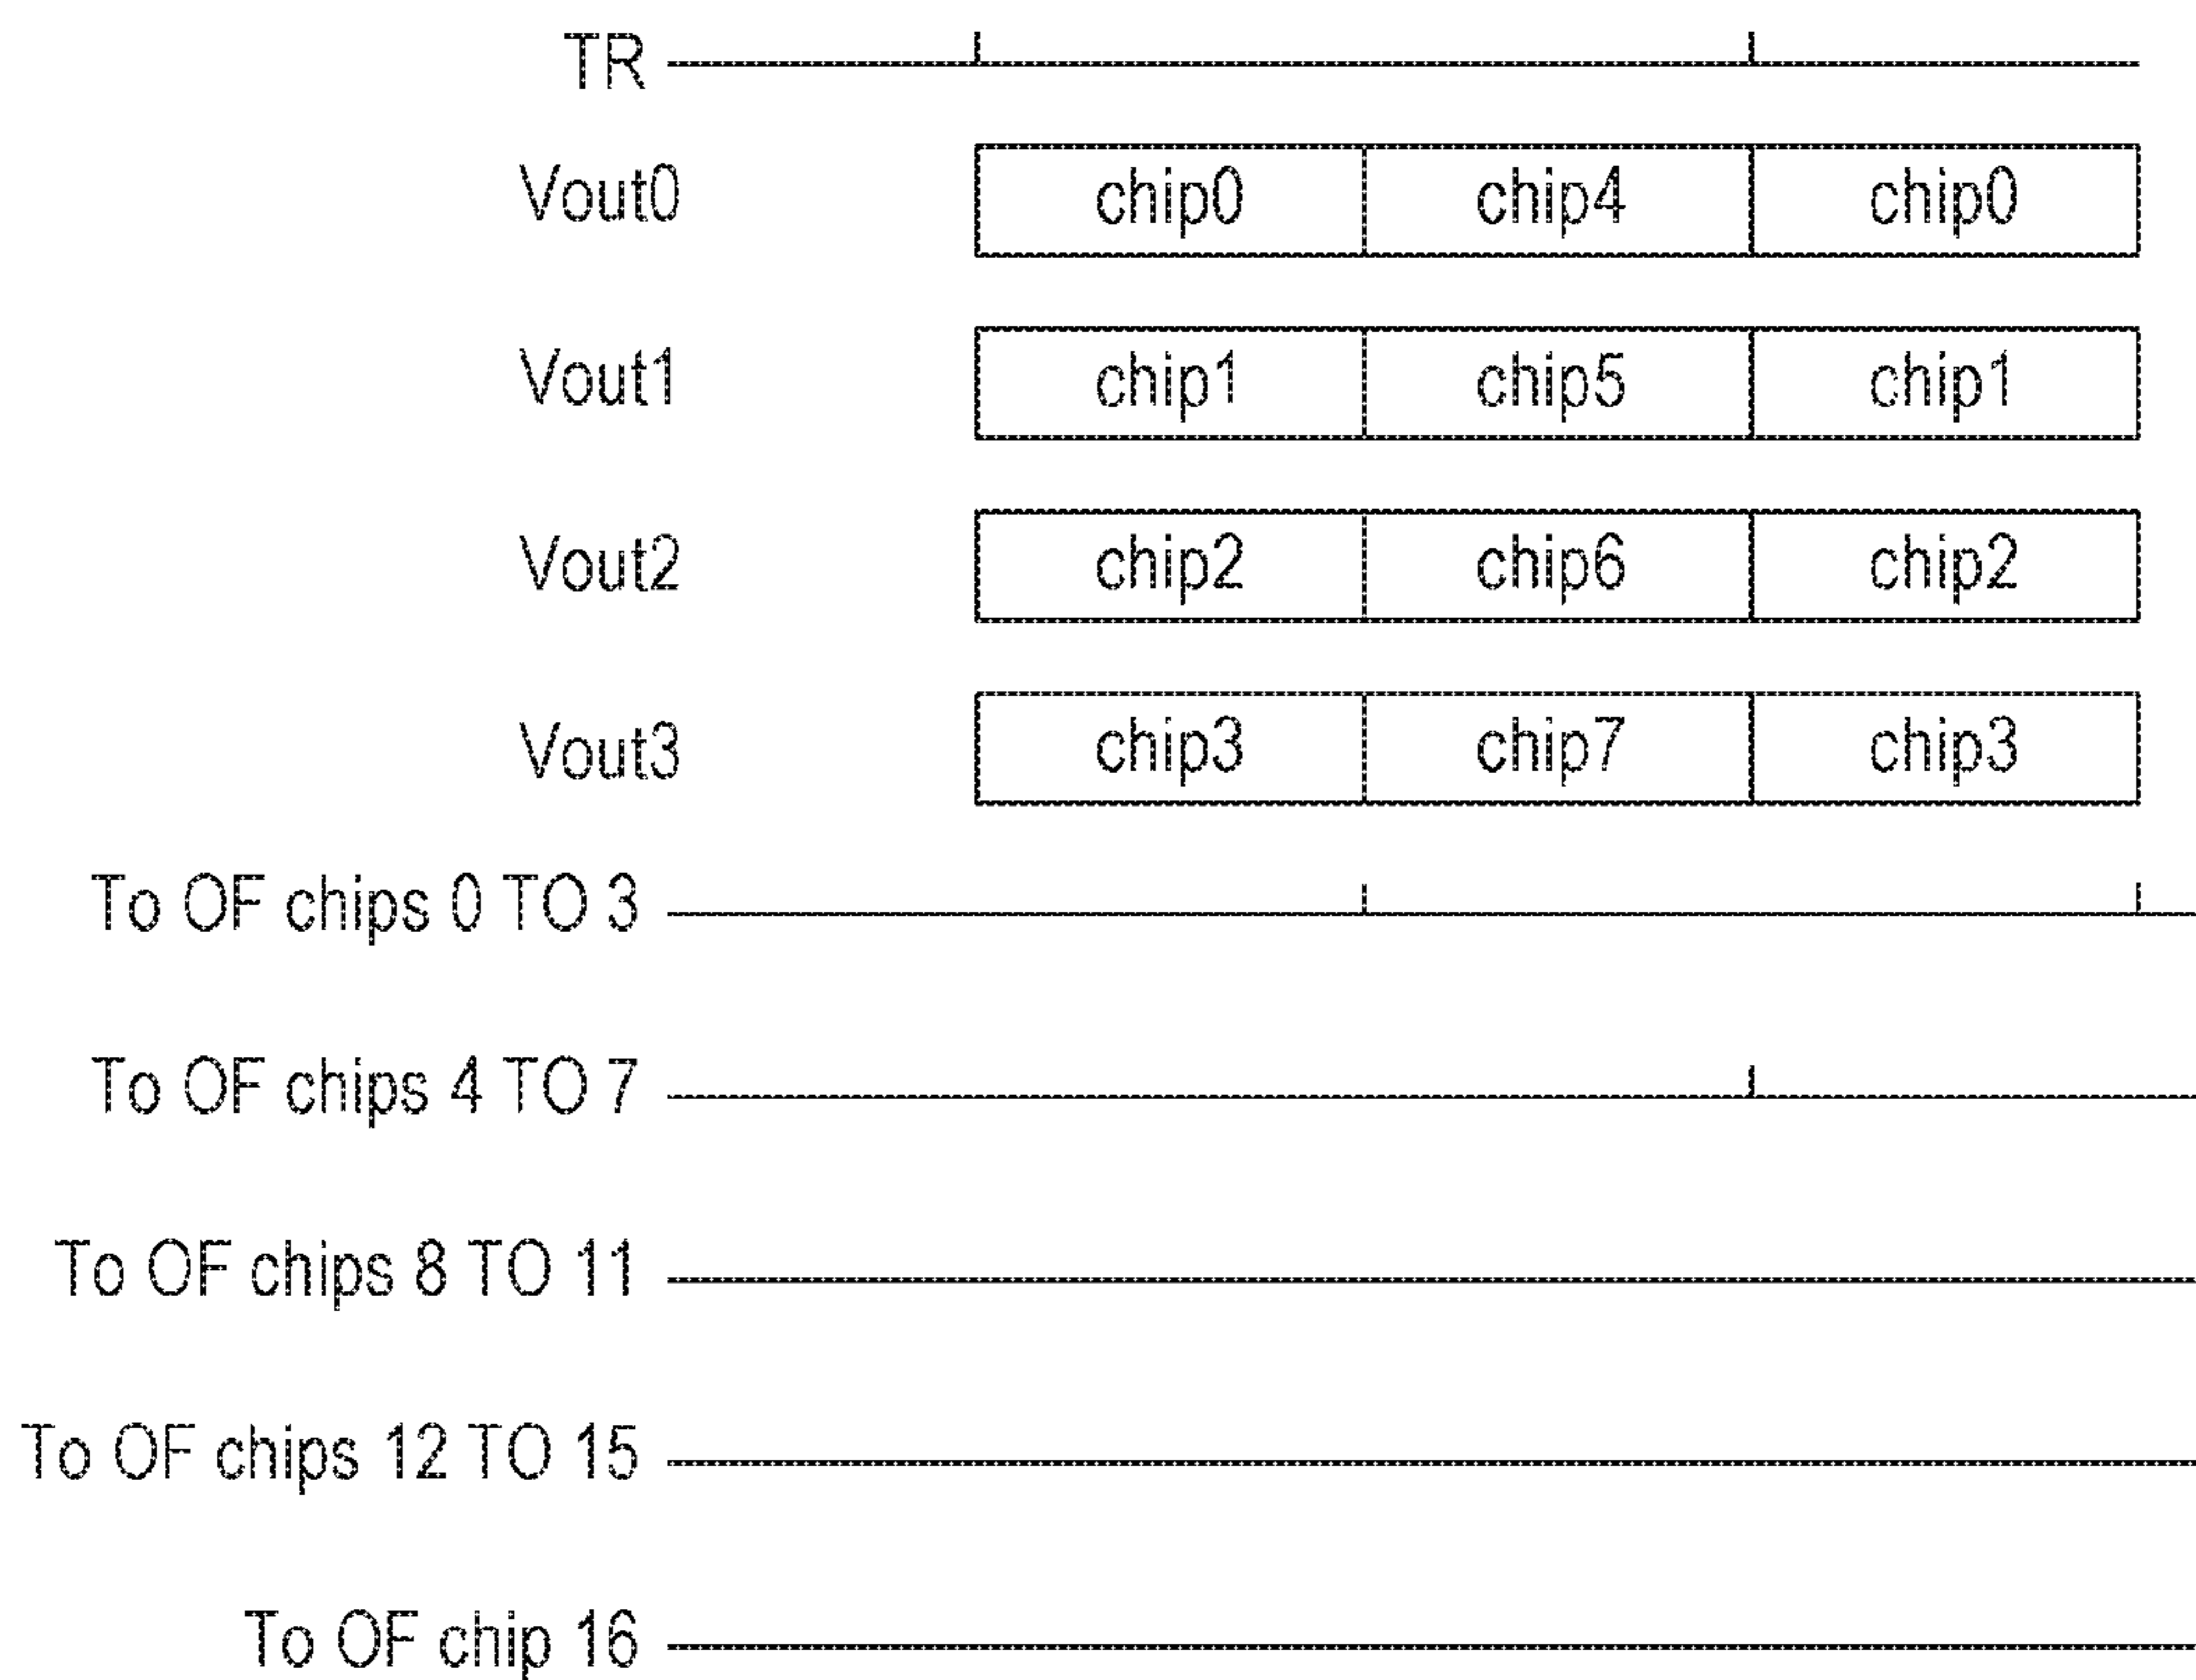 TR
Vout0 chip0 chip4 chip0
Vout1 chip1 chip5 chip1
Vout2 chip2 chip6 chip2
Vout3 chip3 chip7 chip3
To OF chips 0 TO 3
To OF chips 4 TO 7
To OF chips 8 TO 11
To OF chips 12 TO 15
To OF chip 16